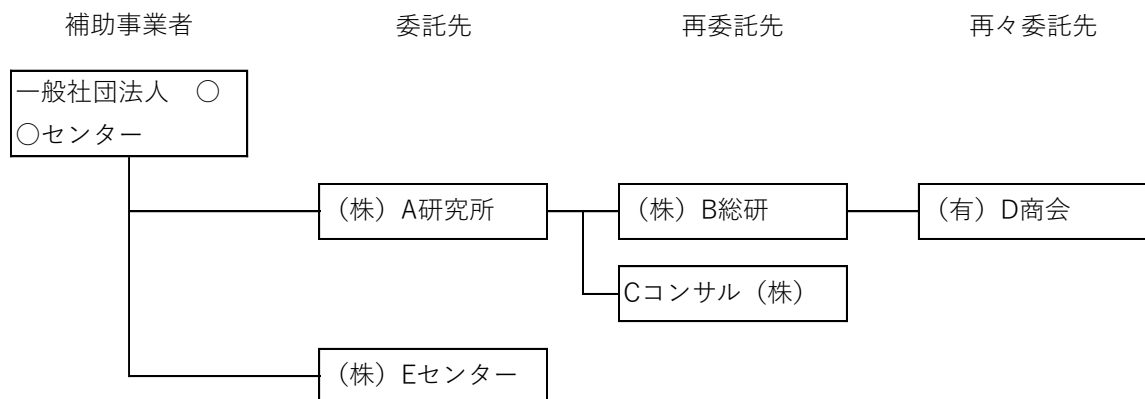 補助事業者 委託先 再委託先 再々委託先
一般社団法人　○
○センター
（株）A研究所 （株）B総研 （有）D商会
Cコンサル（株）
（株）Eセンター